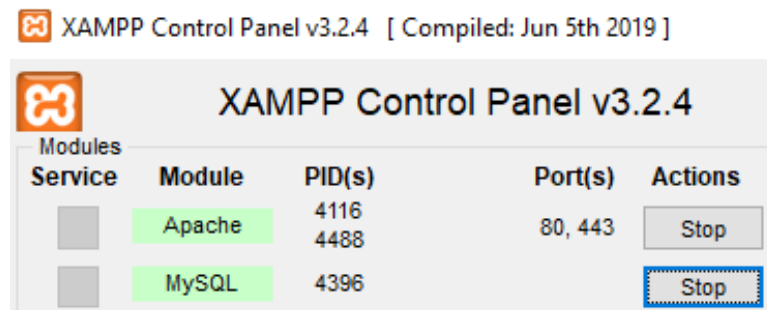 XAMPP Control Panel v3.2.4 [ Compiled: Jun 5th 2019 ]
XAMPP Control Panel v3.2.4
Modules
Service Module PID(s) Port(s) Actions
Apache 4116 4488 80, 443 Stop
MySQL 4396 Stop